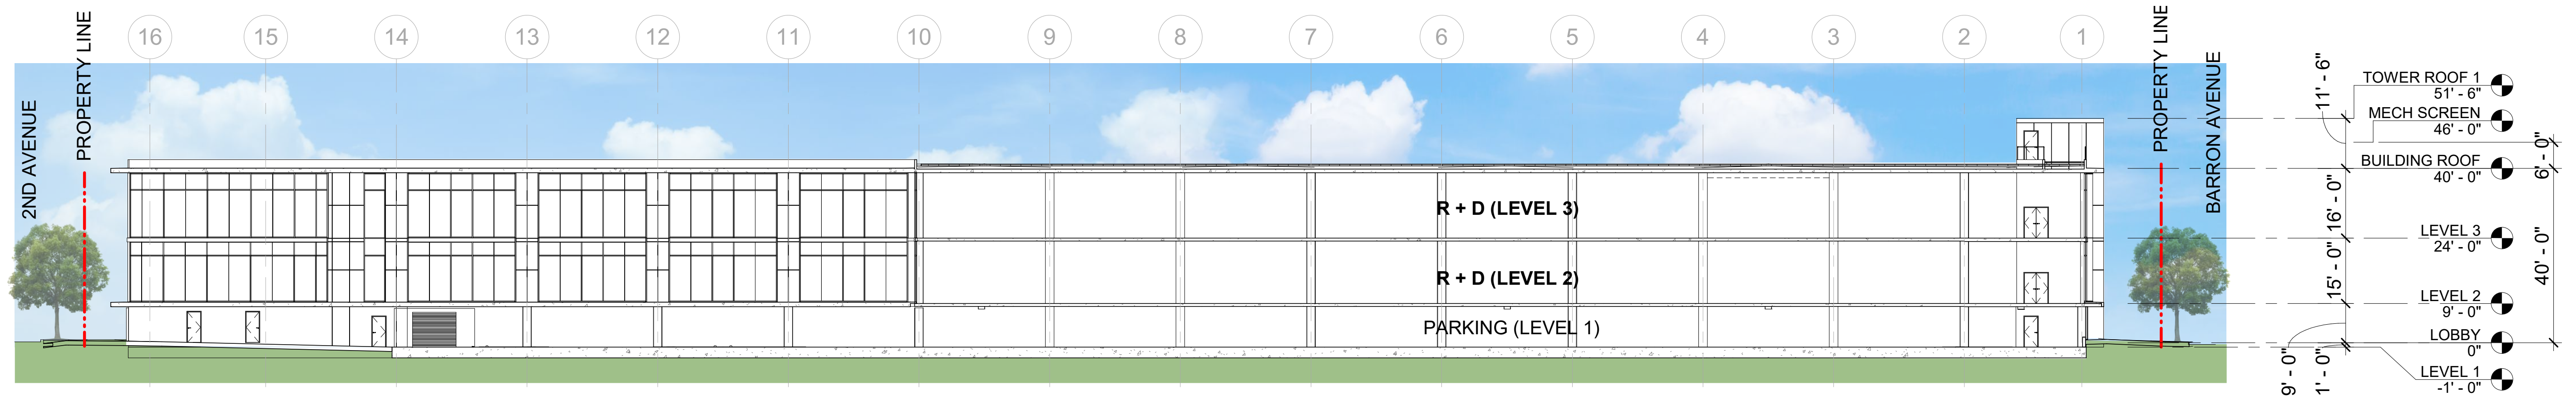 16 15 14 13 12 11 10 9 8 7 6 5 4 3 2 1
2ND AVENUE
PROPERTY LINE
PROPERTY LINE
BARRON AVENUE
R + D (LEVEL 3)
R + D (LEVEL 2)
PARKING (LEVEL 1)
11' - 6"
6' - 0"
16' - 0"
15' - 0"
40' - 0"
9' - 0"
1' - 0"
TOWER ROOF 1
51' - 6"
MECH SCREEN
46' - 0"
BUILDING ROOF
40' - 0"
LEVEL 3
24' - 0"
LEVEL 2
9' - 0"
LOBBY
0"
LEVEL 1
-1' - 0"